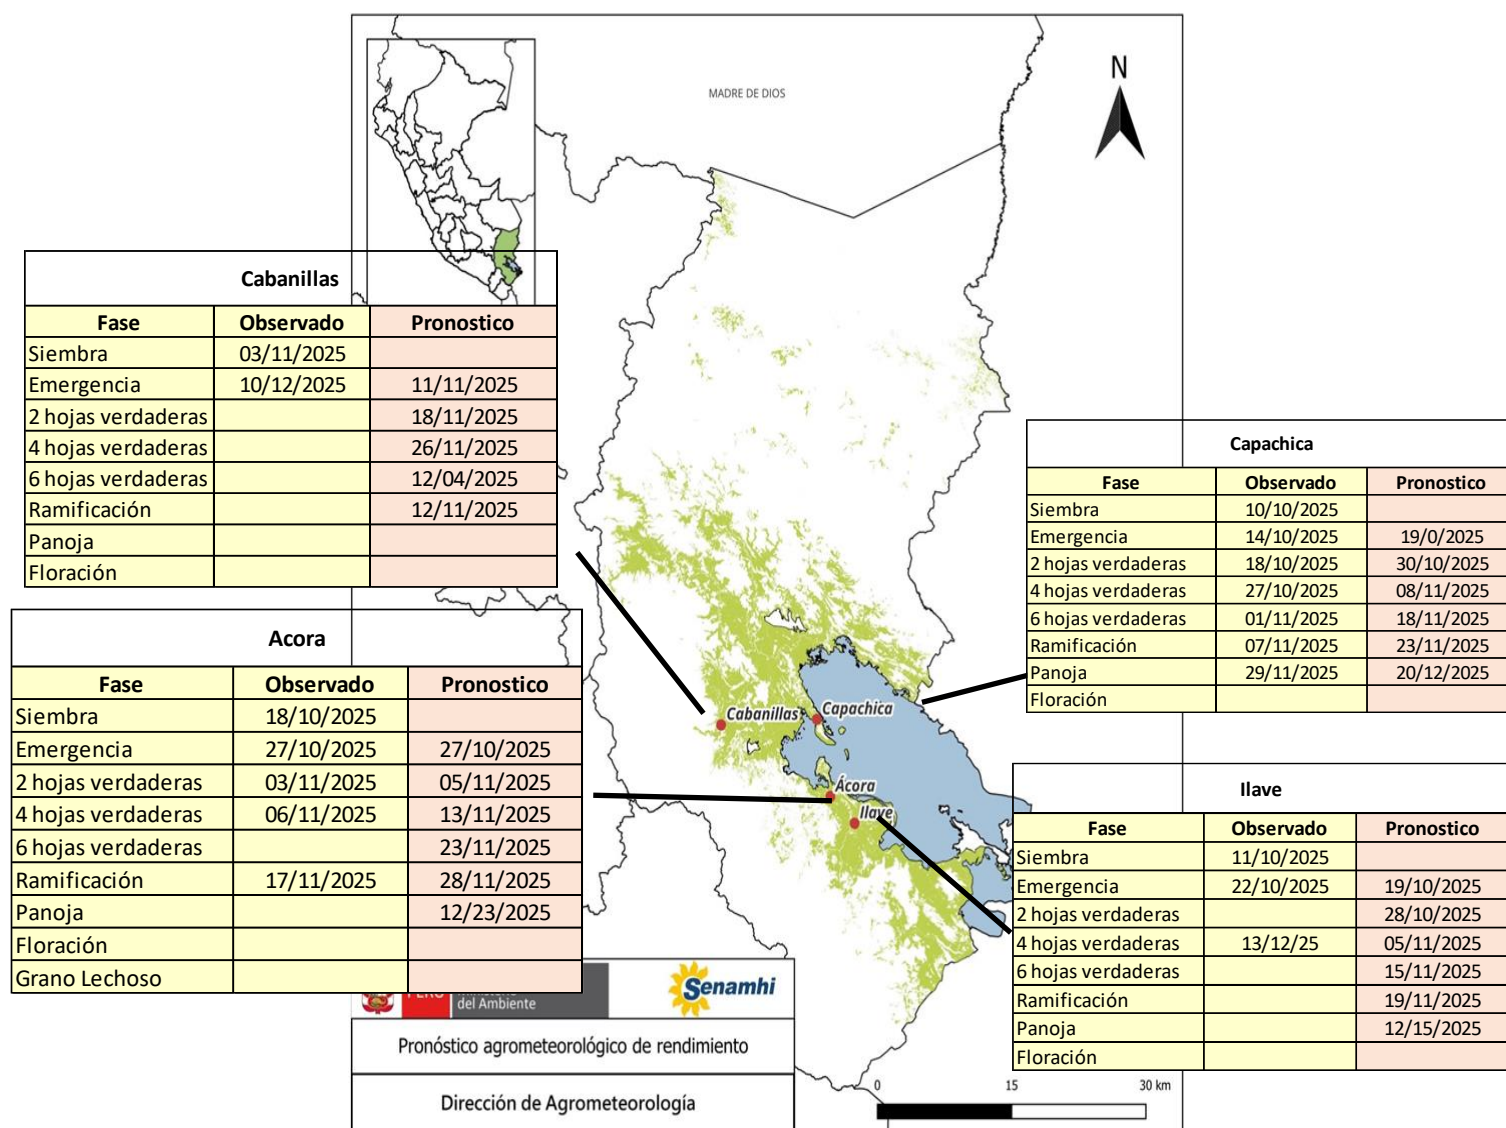 MADRE DE DIOS
N
Cabanillas
Fase Observado Pronostico
Siembra 03/11/2025
Emergencia 10/12/2025 11/11/2025
2 hojas verdaderas 18/11/2025
4 hojas verdaderas 26/11/2025
6 hojas verdaderas 12/04/2025
Ramificación 12/11/2025
Panoja
Floración
Capachica
Fase Observado Pronostico
Siembra 10/10/2025
Emergencia 14/10/2025 19/0/2025
2 hojas verdaderas 18/10/2025 30/10/2025
4 hojas verdaderas 27/10/2025 08/11/2025
6 hojas verdaderas 01/11/2025 18/11/2025
Ramificación 07/11/2025 23/11/2025
Panoja 29/11/2025 20/12/2025
Floración
Acora
Fase Observado Pronostico
Siembra 18/10/2025
Emergencia 27/10/2025 27/10/2025
2 hojas verdaderas 03/11/2025 05/11/2025
4 hojas verdaderas 06/11/2025 13/11/2025
6 hojas verdaderas 23/11/2025
Ramificación 17/11/2025 28/11/2025
Panoja 12/23/2025
Floración
Grano Lechoso
Cabanillas
Capachica
Ácora
Ilave
Ilave
Fase Observado Pronostico
Siembra 11/10/2025
Emergencia 22/10/2025 19/10/2025
2 hojas verdaderas 28/10/2025
4 hojas verdaderas 13/12/25 05/11/2025
6 hojas verdaderas 15/11/2025
Ramificación 19/11/2025
Panoja 12/15/2025
Floración
del Ambiente
Senamhi
Pronóstico agrometeorológico de rendimiento
Dirección de Agrometeorología
0 15 30 km